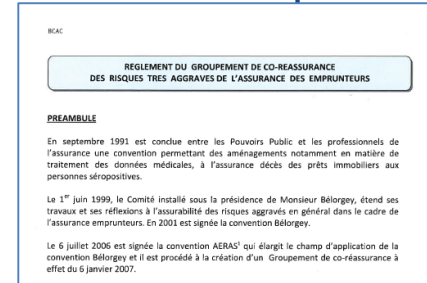 BCAC
REGLEMENT DU GROUPEMENT DE CO-REASSURANCE
DES RISQUES TRES AGGRAVES DE L'ASSURANCE DES EMPRUNTEURS
PREAMBULE
En septembre 1991 est conclue entre les Pouvoirs Public et les professionnels de
l'assurance une convention permettant des aménagements notamment en matière de
traitement des données médicales, à l'assurance décès des prêts immobiliers aux
personnes séropositives.
Le 1er juin 1999, le Comité installé sous la présidence de Monsieur Bélorgey, étend ses
travaux et ses réflexions à l'assurabilité des risques aggravés en général dans le cadre de
l'assurance emprunteurs. En 2001 est signée la convention Bélorgey.
Le 6 juillet 2006 est signée la convention AERAS¹ qui élargit le champ d'application de la
convention Bélorgey et il est procédé à la création d'un Groupement de co-réassurance à
effet du 6 janvier 2007.